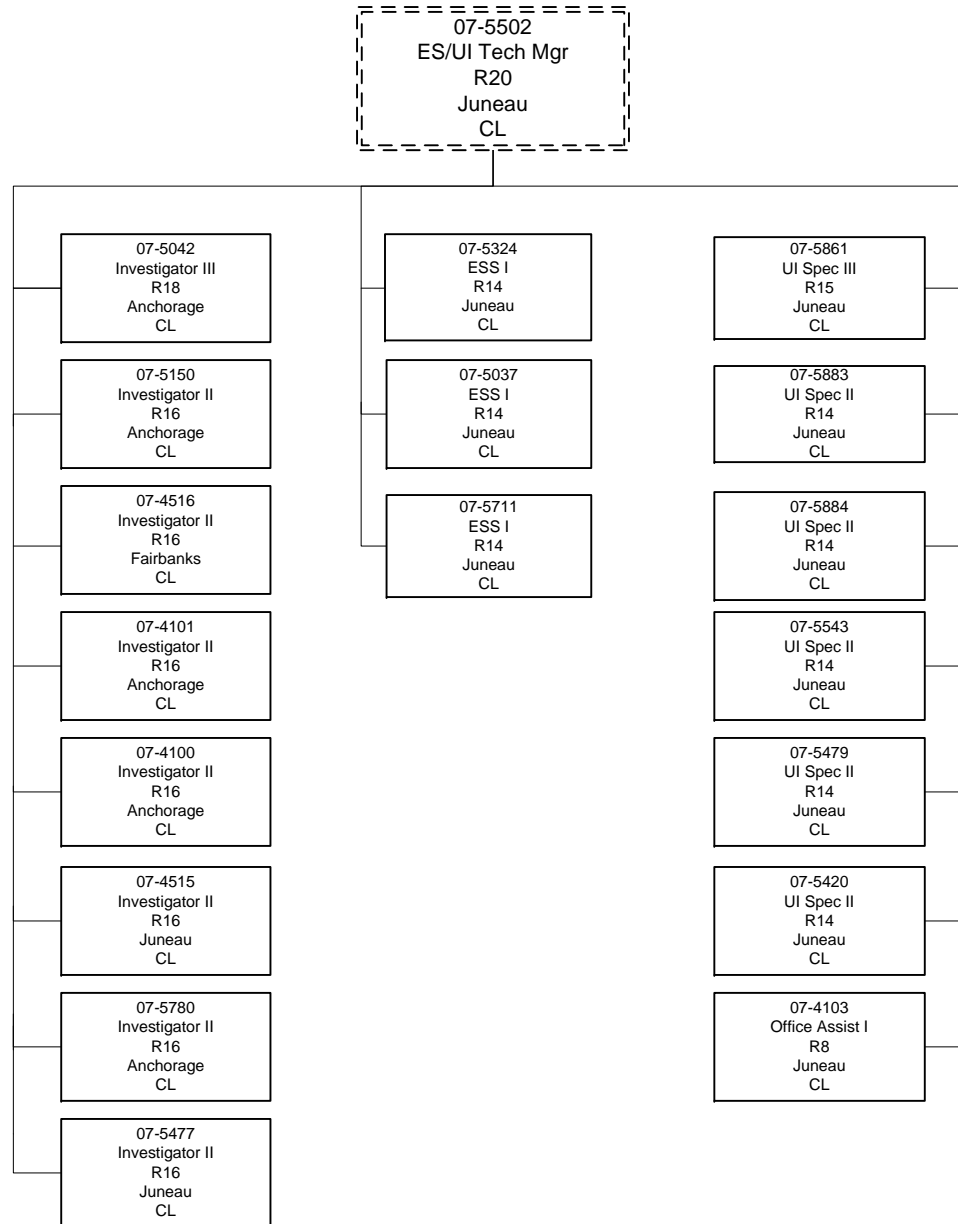 07-5502
ES/UI Tech Mgr
R20
Juneau
CL
07-5042
Investigator III
R18
Anchorage
CL
07-5150
Investigator II
R16
Anchorage
CL
07-4516
Investigator II
R16
Fairbanks
CL
07-4101
Investigator II
R16
Anchorage
CL
07-4100
Investigator II
R16
Anchorage
CL
07-4515
Investigator II
R16
Juneau
CL
07-5780
Investigator II
R16
Anchorage
CL
07-5477
Investigator II
R16
Juneau
CL
07-5324
ESS I
R14
Juneau
CL
07-5037
ESS I
R14
Juneau
CL
07-5711
ESS I
R14
Juneau
CL
07-5861
UI Spec III
R15
Juneau
CL
07-5883
UI Spec II
R14
Juneau
CL
07-5884
UI Spec II
R14
Juneau
CL
07-5543
UI Spec II
R14
Juneau
CL
07-5479
UI Spec II
R14
Juneau
CL
07-5420
UI Spec II
R14
Juneau
CL
07-4103
Office Assist I
R8
Juneau
CL